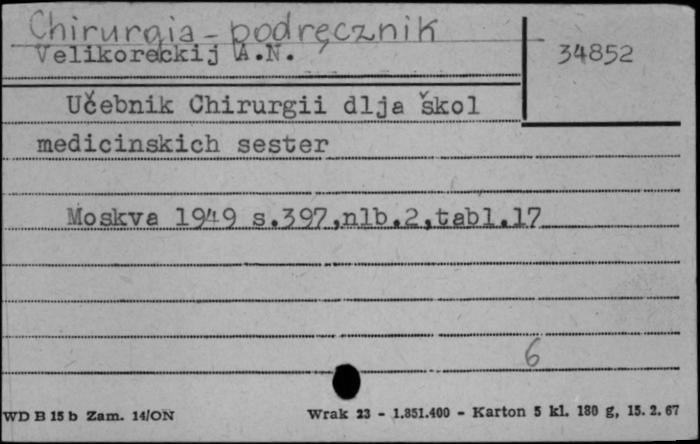 Chirurgia - podręcznik
Velikoreckij A.N.
34852
Učebnik Chirurgii dlja škol
medicinskich sester
Moskva 1949 s.397,nlb.2,tabl.17
6
WD B 15 b Zam. 14/ON
Wrak 23 - 1.851.400 - Karton 5 kl. 180 g, 15. 2. 67